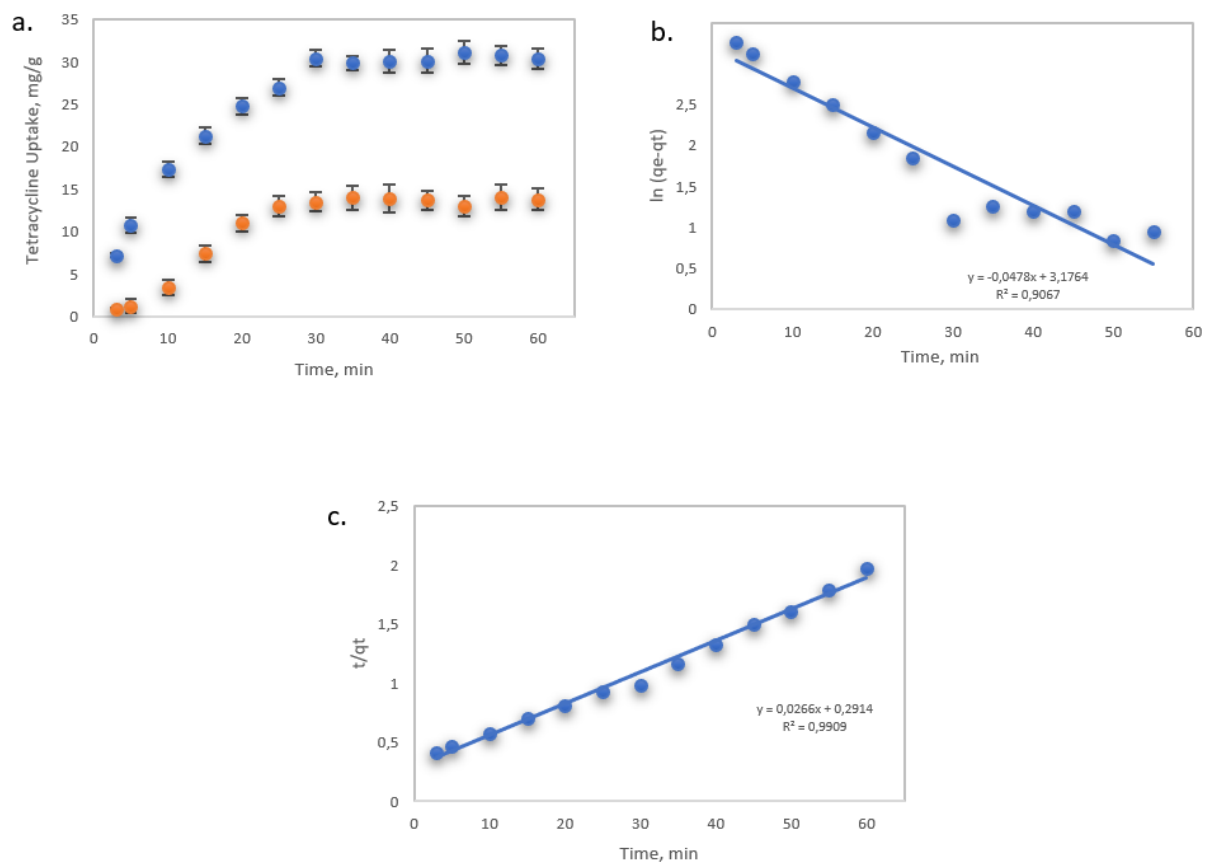 a.
35
30
25
20
15
10
5
0
Tetracycline Uptake, mg/g
0 10 20 30 40 50 60
Time, min
b.
2,5
2
1,5
1
0,5
0
ln (qe-qt)
y = -0,0478x + 3,1764
R² = 0,9067
0 10 20 30 40 50 60
Time, min
c.
2,5
2
1,5
1
0,5
0
t/qt
y = 0,0266x + 0,2914
R² = 0,9909
0 10 20 30 40 50 60
Time, min